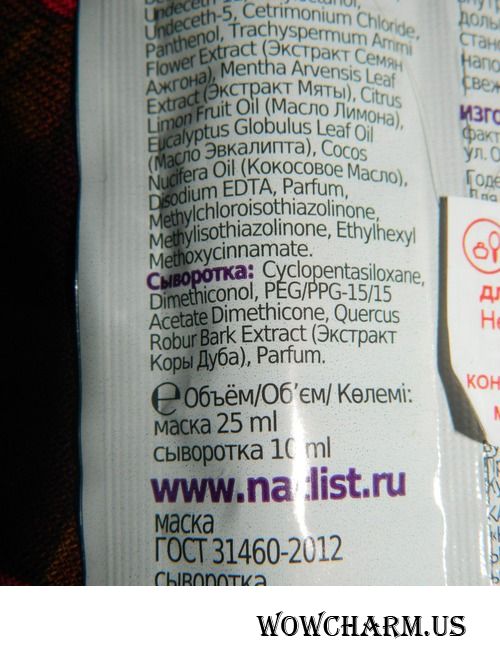 Undeceth-5, Cetrimonium Chloride,
Panthenol, Trachyspermum Ammi
Flower Extract (Экстракт Семян
Ажгона), Mentha Arvensis Leaf
Extract (Экстракт Мяты), Citrus
Limon Fruit Oil (Масло Лимона),
Eucalyptus Globulus Leaf Oil
(Масло Эвкалипта), Cocos
Nucifera Oil (Кокосовое Масло),
Disodium EDTA, Parfum,
Methylchloroisothiazolinone,
Methylisothiazolinone, Ethylhexyl
Methoxycinnamate.
Сыворотка: Cyclopentasiloxane,
Dimethiconol, PEG/PPG-15/15
Acetate Dimethicone, Quercus
Robur Bark Extract (Экстракт
Коры Дуба), Parfum.
е Объём/Об'єм/ Көлемі:
маска 25 ml
сыворотка 10 ml
маска
ГОСТ 31460-2012
сыворотка
ул.
WOWCHARM.US